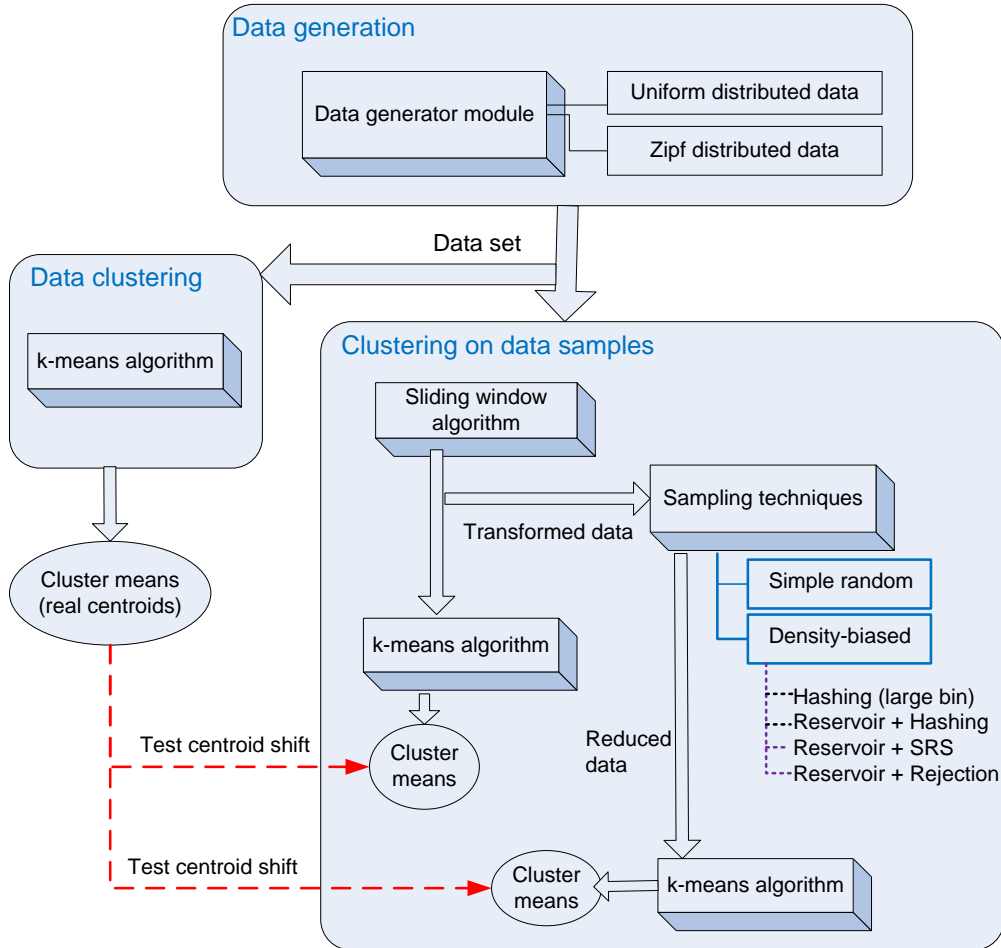 Data generation
Data generator module
Uniform distributed data
Zipf distributed data
Data set
Data clustering
k-means algorithm
Cluster means
(real centroids)
Clustering on data samples
Sliding window
algorithm
Transformed data
Sampling techniques
Simple random
Density-biased
Hashing (large bin)
Reservoir + Hashing
Reservoir + SRS
Reservoir + Rejection
k-means algorithm
Reduced
data
Test centroid shift
Cluster
means
Test centroid shift
Cluster
means
k-means algorithm